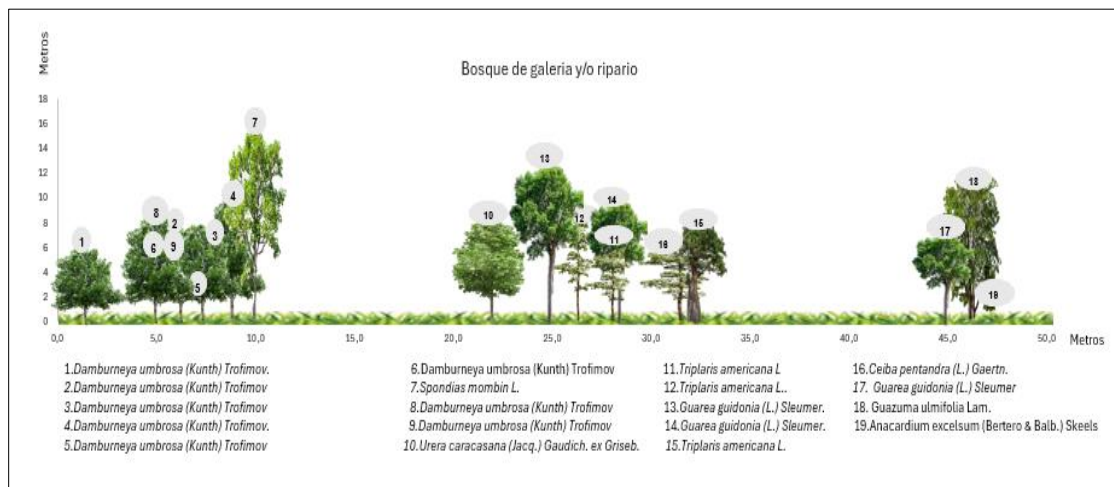 Metros
Bosque de galeria y/o ripario
18
16
14
12
10
8
6
4
2
0
1
8
2
6
9
3
5
4
7
10
13
12
14
11
16
15
17
18
19
0,0 5,0 10,0 15,0 20,0 25,0 30,0 35,0 40,0 45,0 50,0 Metros
1.Damburneya umbrosa (Kunth) Trofimov.
2.Damburneya umbrosa (Kunth) Trofimov
3.Damburneya umbrosa (Kunth) Trofimov
4.Damburneya umbrosa (Kunth) Trofimov.
5.Damburneya umbrosa (Kunth) Trofimov
6.Damburneya umbrosa (Kunth) Trofimov
7.Spondias mombin L.
8.Damburneya umbrosa (Kunth) Trofimov
9.Damburneya umbrosa (Kunth) Trofimov
10.Urera caracasana (Jacq.) Gaudich. ex Griseb.
11.Triplaris americana L
12.Triplaris americana L..
13.Guarea guidonia (L.) Sleumer.
14.Guarea guidonia (L.) Sleumer.
15.Triplaris americana L.
16.Ceiba pentandra (L.) Gaertn.
17. Guarea guidonia (L.) Sleumer
18. Guazuma ulmifolia Lam.
19.Anacardium excelsum (Bertero & Balb.) Skeels